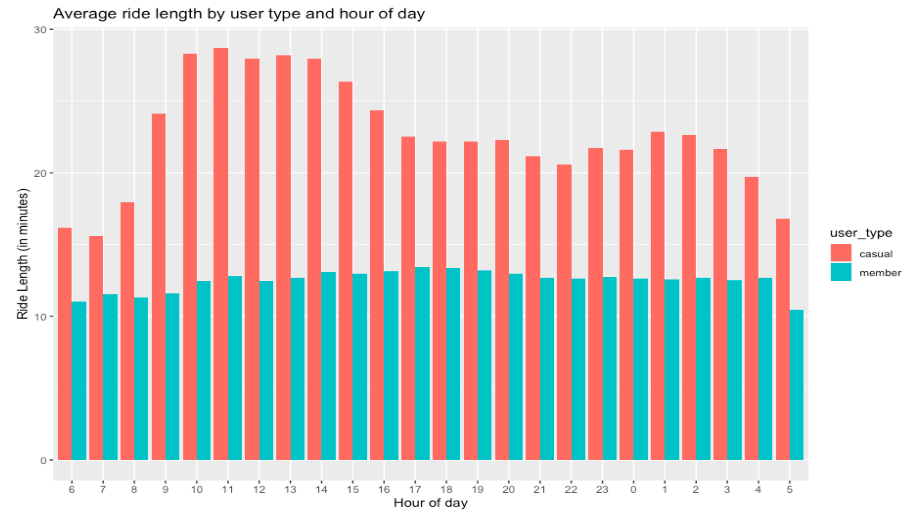 Average ride length by user type and hour of day
30
20
10
0
Ride Length (in minutes)
6 7 8 9 10 11 12 13 14 15 16 17 18 19 20 21 22 23 0 1 2 3 4 5
Hour of day
user_type
casual
member